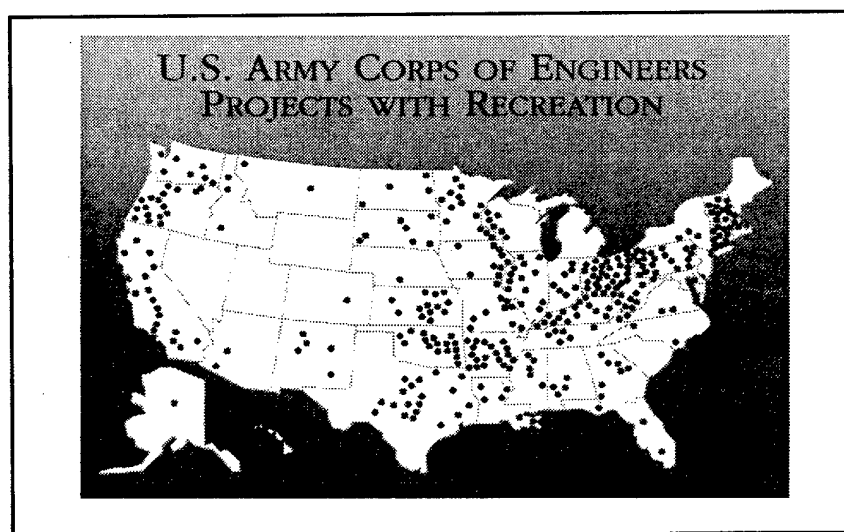 U.S. ARMY CORPS OF ENGINEERS
PROJECTS WITH RECREATION